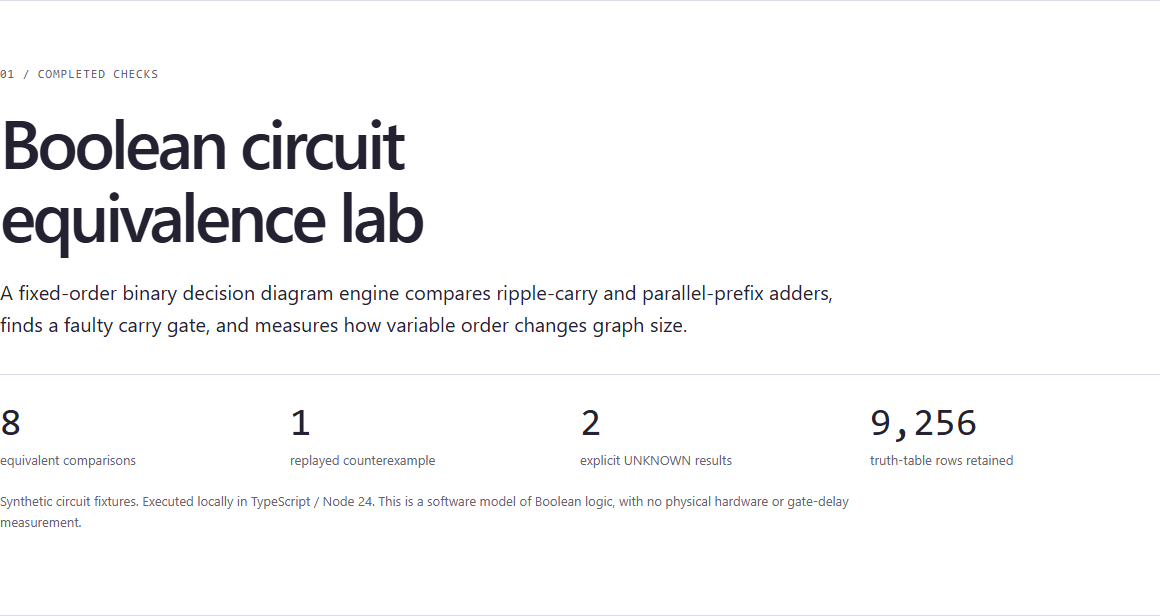 01 / COMPLETED CHECKS
Boolean circuit
equivalence lab
A fixed-order binary decision diagram engine compares ripple-carry and parallel-prefix adders,
finds a faulty carry gate, and measures how variable order changes graph size.
8
equivalent comparisons
1
replayed counterexample
2
explicit UNKNOWN results
9,256
truth-table rows retained
Synthetic circuit fixtures. Executed locally in TypeScript / Node 24. This is a software model of Boolean logic, with no physical hardware or gate-delay
measurement.